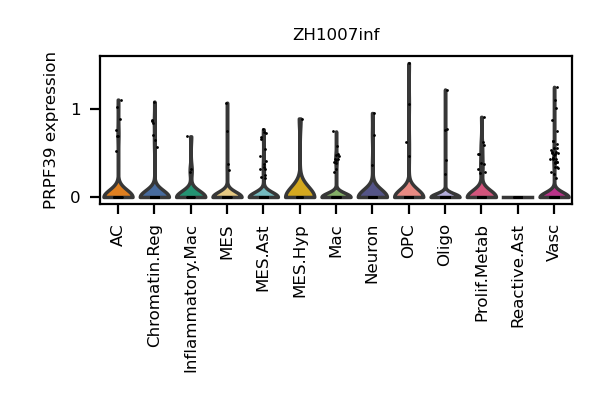 ZH1007inf
PRPF39 expression
1
0
AC
Chromatin.Reg
Inflammatory.Mac
MES
MES.Ast
MES.Hyp
Mac
Neuron
OPC
Oligo
Prolif.Metab
Reactive.Ast
Vasc